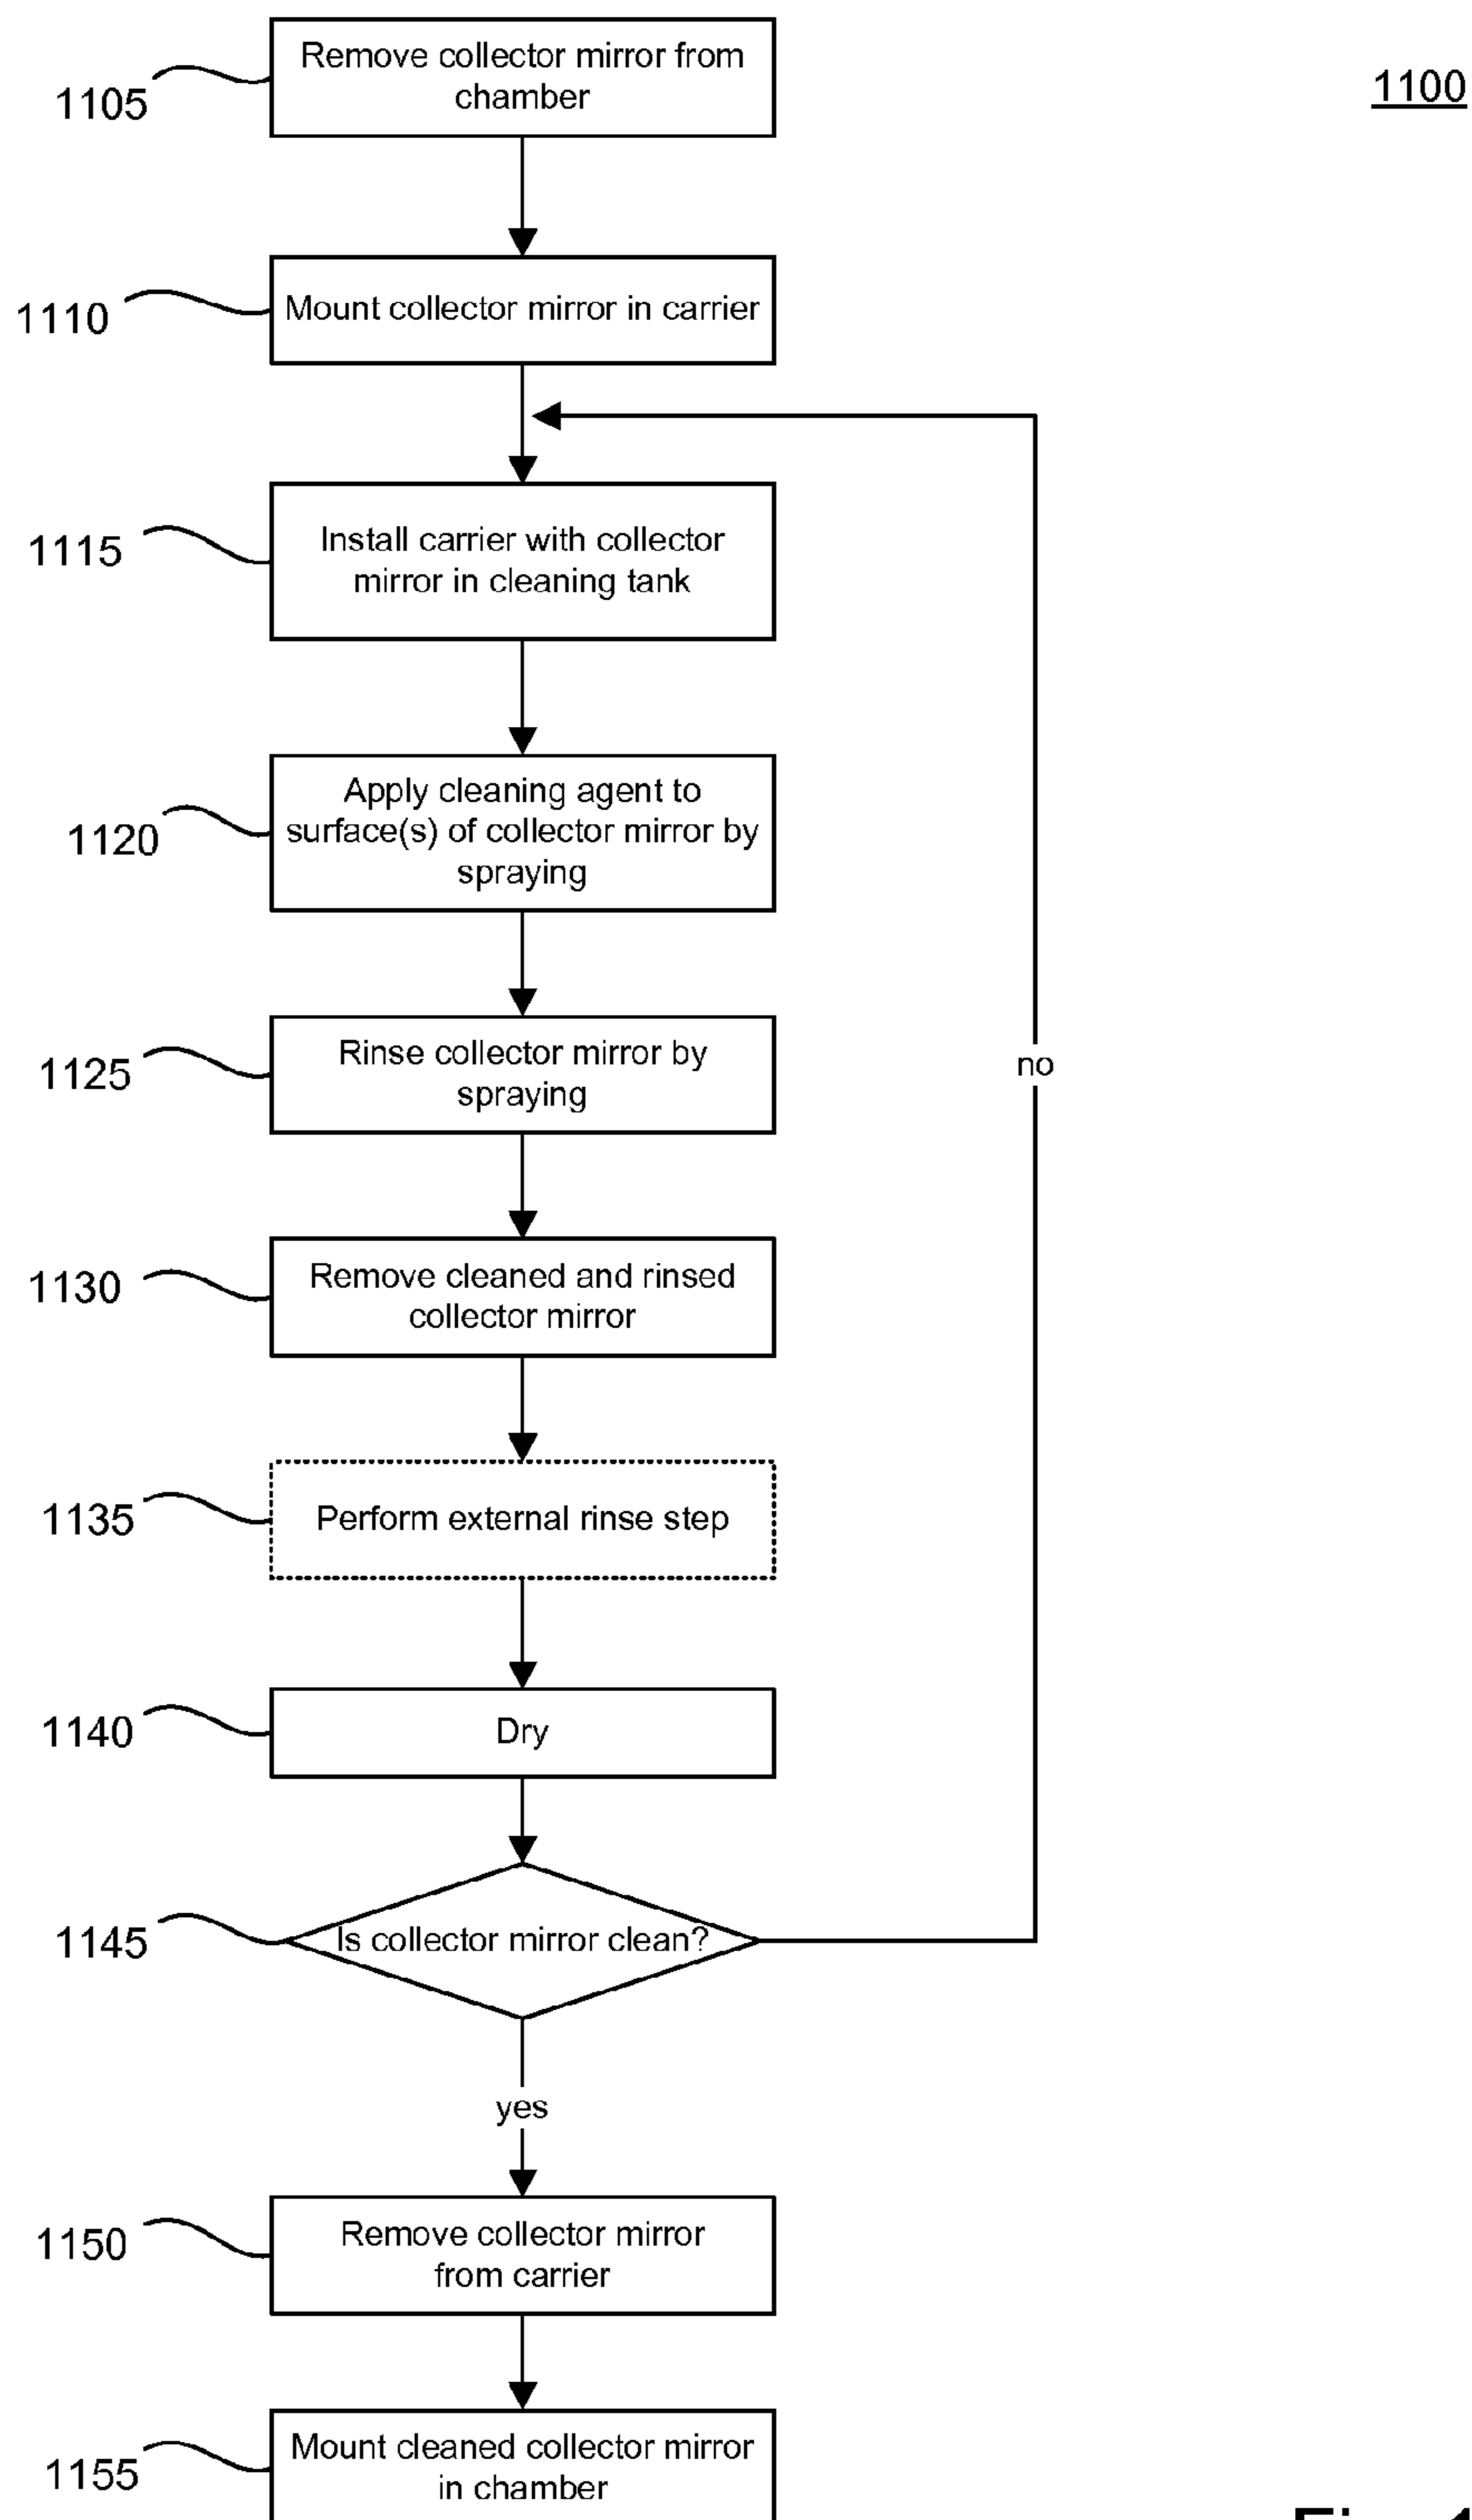 1100
1105
Remove collector mirror from
chamber
1110
Mount collector mirror in carrier
1115
Install carrier with collector
mirror in cleaning tank
1120
Apply cleaning agent to
surface(s) of collector mirror by
spraying
1125
Rinse collector mirror by
spraying
no
1130
Remove cleaned and rinsed
collector mirror
1135
Perform external rinse step
1140
Dry
1145
Is collector mirror clean?
yes
1150
Remove collector mirror
from carrier
1155
Mount cleaned collector mirror
in chamber